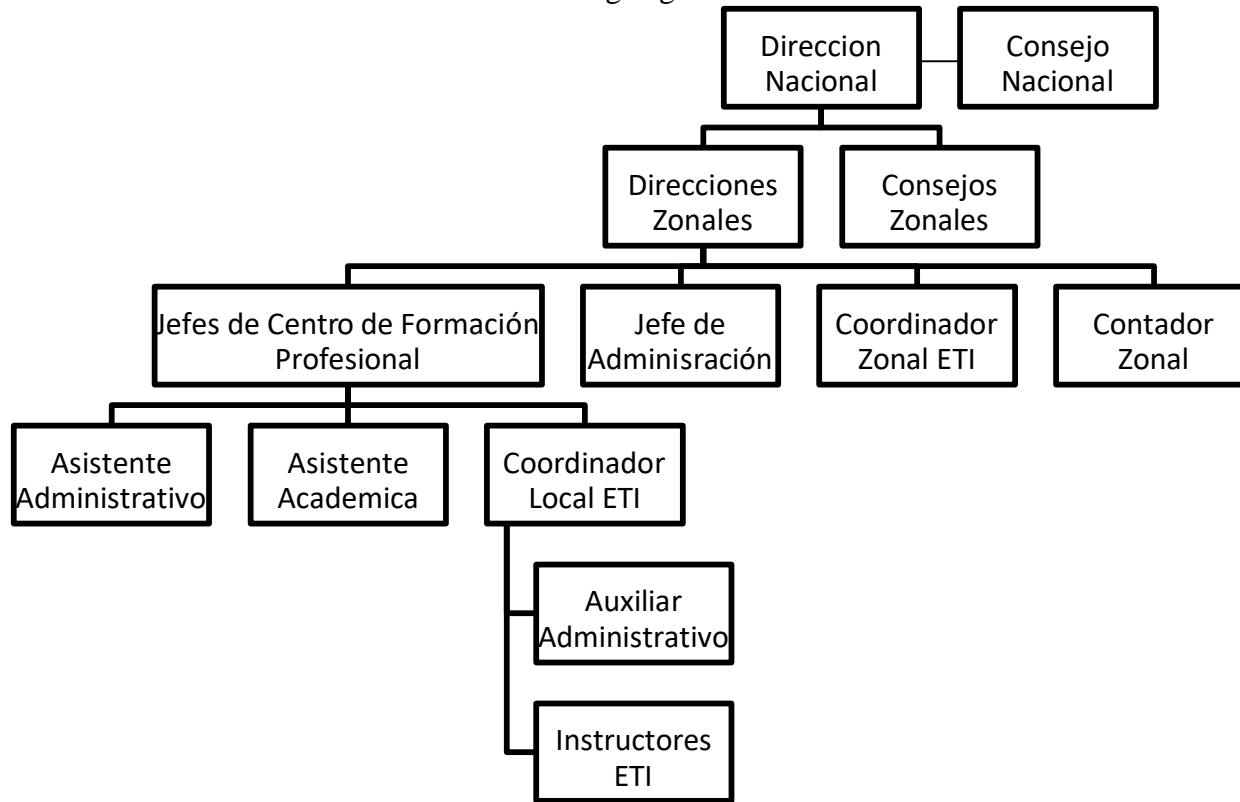 Direccion
Nacional
Consejo
Nacional
Direcciones
Zonales
Consejos
Zonales
Jefes de Centro de Formación
Profesional
Jefe de
Adminisración
Coordinador
Zonal ETI
Contador
Zonal
Asistente
Administrativo
Asistente
Academica
Coordinador
Local ETI
Auxiliar
Administrativo
Instructores
ETI